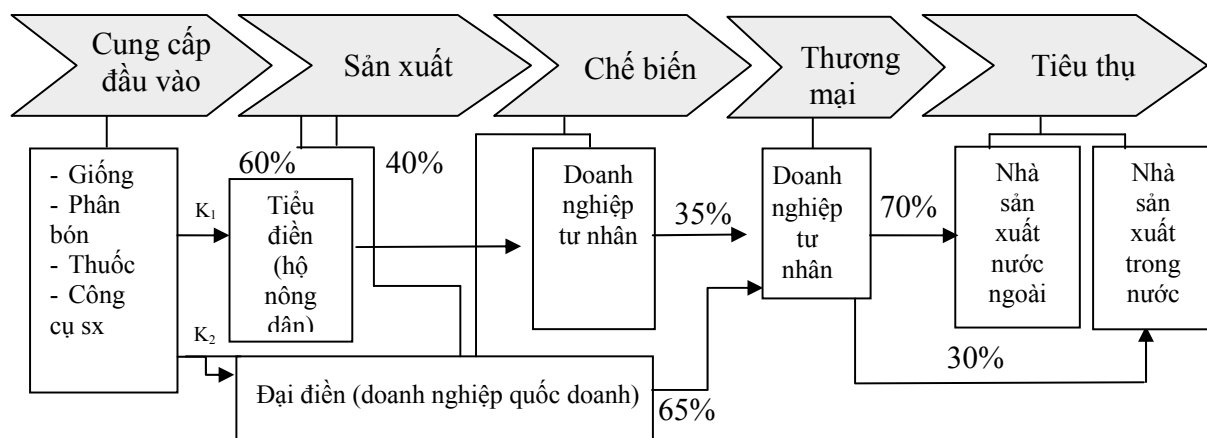 Cung cấp
đầu vào
Sản xuất
Chế biến
Thương
mại
Tiêu thụ
- Giống
- Phân
bón
- Thuốc
- Công
cụ sx
K₁
K₂
60%
40%
Tiểu
điền
(hộ
nông
dân)
Doanh
nghiệp
tư nhân
35%
Doanh
nghiệp
tư
nhân
70%
Nhà
sản
xuất
nước
ngoài
Nhà
sản
xuất
trong
nước
30%
Đại điền (doanh nghiệp quốc doanh)
65%